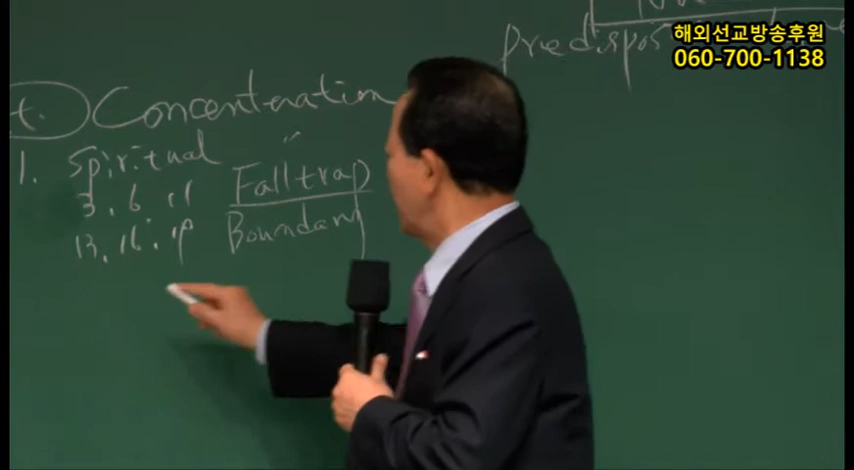 predispos
해외선교방송후원
060-700-1138
t. Concentration
1. Spiritual
3. 6. 11
Falltrap
13. 16. 19
Boundary